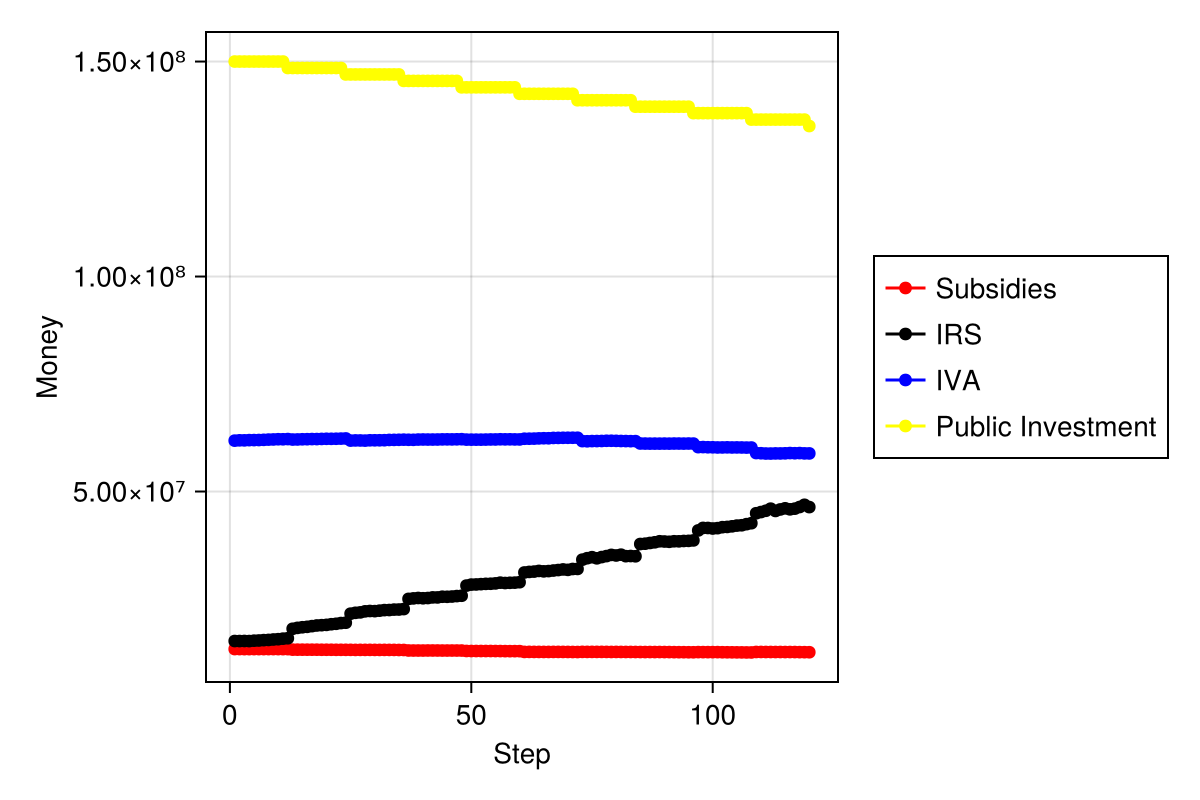 1.50×10⁸
1.00×10⁸
5.00×10⁷
Money
0 50 100
Step
Subsidies
IRS
IVA
Public Investment